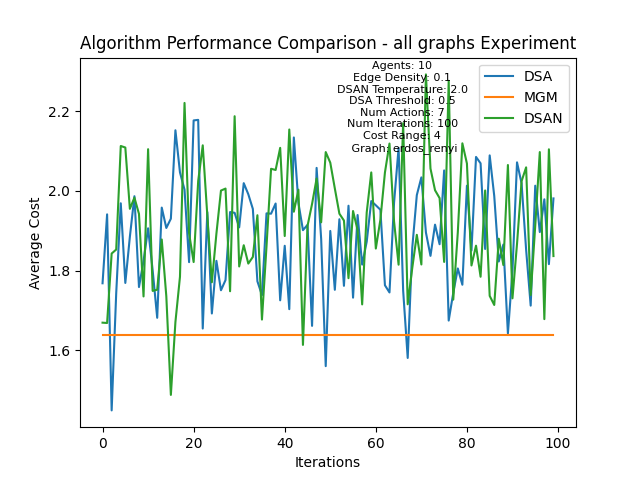 Algorithm Performance Comparison - all graphs Experiment
Agents: 10
Edge Density: 0.1
DSAN Temperature: 2.0
DSA Threshold: 0.5
Num Actions: 7
Num Iterations: 100
Cost Range: 4
Graph: erdos_renyi
DSA
MGM
DSAN
Average Cost
2.2
2.0
1.8
1.6
0 20 40 60 80 100
Iterations